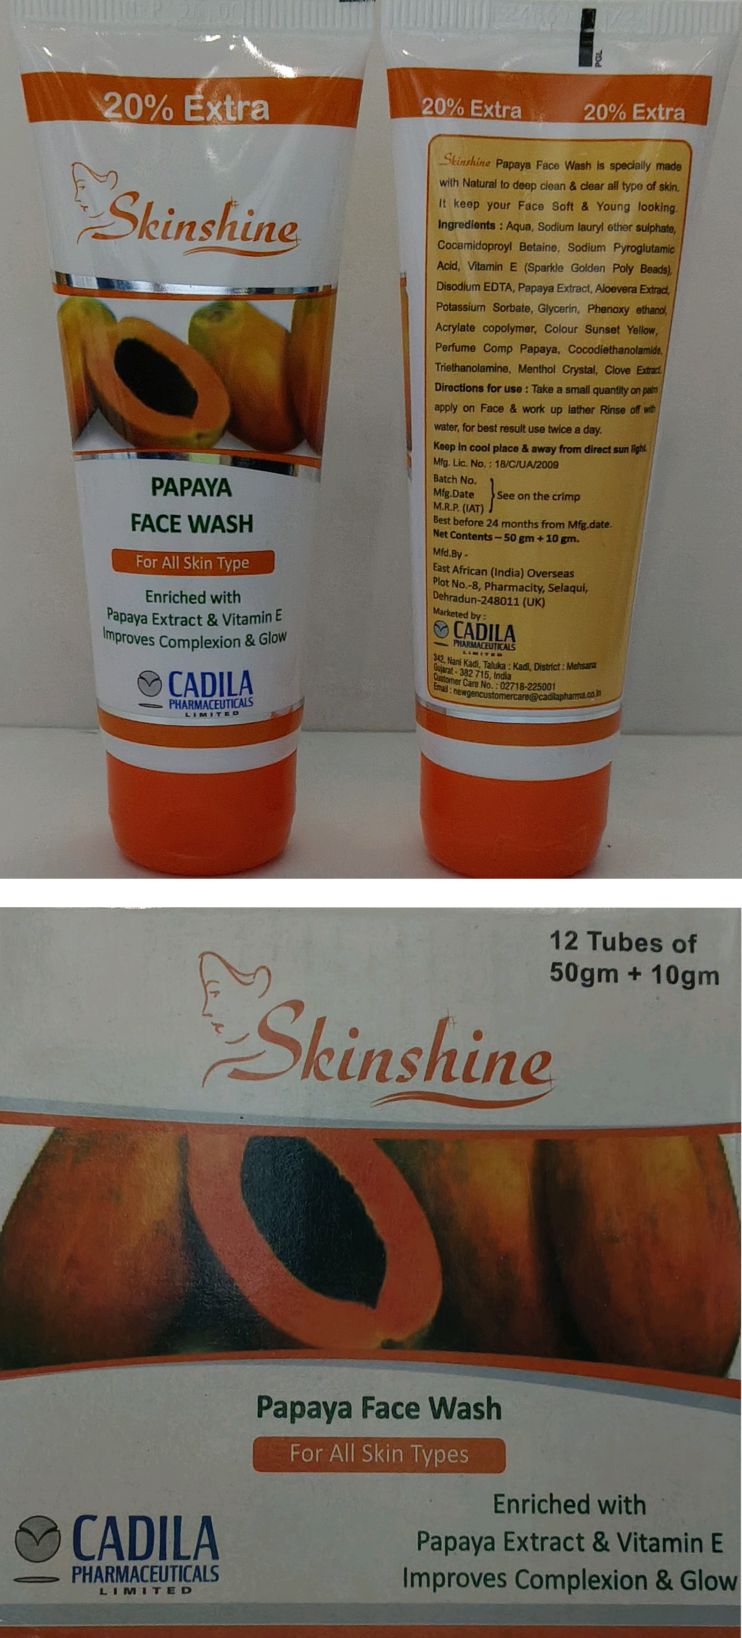 20% Extra
Skinshine
PAPAYA
FACE WASH
For All Skin Type
Enriched with
Papaya Extract & Vitamin E
Improves Complexion & Glow
CADILA
PHARMACEUTICALS
LIMITED
PGL
20% Extra 20% Extra
Skinshine Papaya Face Wash is specially made
with Natural to deep clean & clear all type of skin.
It keep your Face Soft & Young looking.
Ingredients : Aqua, Sodium lauryl ether sulphate,
Cocamidoproyl Betaine, Sodium Pyroglutamic
Acid, Vitamin E (Sparkle Golden Poly Beads),
Disodium EDTA, Papaya Extract, Aloevera Extract,
Potassium Sorbate, Glycerin, Phenoxy ethanol,
Acrylate copolymer, Colour Sunset Yellow,
Perfume Comp Papaya, Cocodiethanolamide,
Triethanolamine, Menthol Crystal, Clove Extract.
Directions for use : Take a small quantity on palm
apply on Face & work up lather Rinse off with
water, for best result use twice a day.
Keep in cool place & away from direct sun light.
Mfg. Lic. No. : 18/C/UA/2009
Batch No.
Mfg.Date
M.R.P. (IAT)
See on the crimp
Best before 24 months from Mfg.date.
Net Contents – 50 gm + 10 gm.
Mfd.By -
East African (India) Overseas
Plot No.-8, Pharmacity, Selaqui,
Dehradun-248011 (UK)
Marketed by :
CADILA
PHARMACEUTICALS
LIMITED
342, Nani Kadi, Taluka : Kadi, District : Mehsana
Gujarat - 382 715, India
Customer Care No. : 02718-225001
Email : newgencustomercare@cadilapharma.co.in
12 Tubes of
50gm + 10gm
Skinshine
Papaya Face Wash
For All Skin Types
Enriched with
Papaya Extract & Vitamin E
Improves Complexion & Glow
CADILA
PHARMACEUTICALS
LIMITED